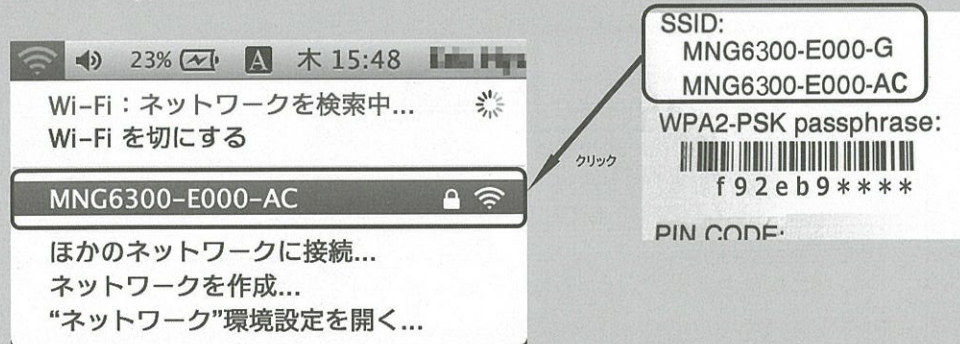 23% A 木 15:48
Wi-Fi：ネットワークを検索中...
Wi-Fi を切にする
MNG6300-E000-AC
ほかのネットワークに接続...
ネットワークを作成...
“ネットワーク”環境設定を開く...
クリック
SSID:
MNG6300-E000-G
MNG6300-E000-AC
WPA2-PSK passphrase:
f92eb9****
PIN CODE: